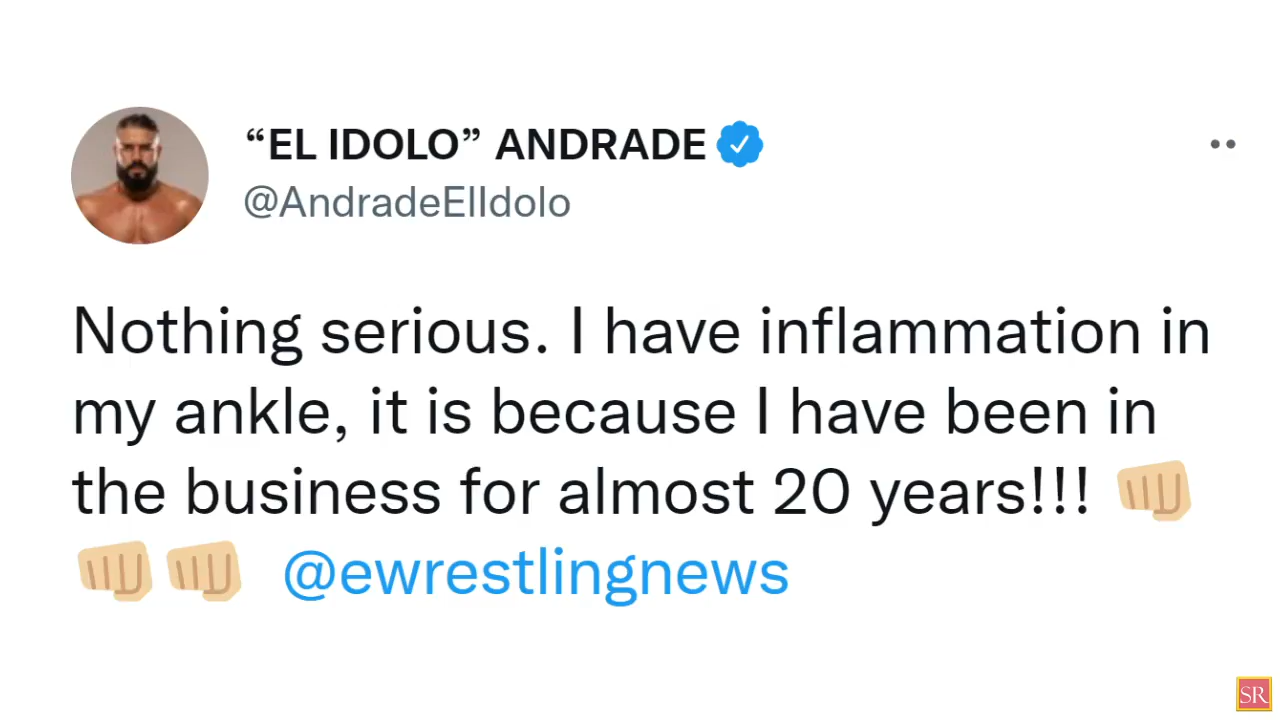 “EL IDOLO” ANDRADE
@AndradeElIdolo
Nothing serious. I have inflammation in
my ankle, it is because I have been in
the business for almost 20 years!!! 👊🏼
👊🏼👊🏼 @ewrestlingnews
SR